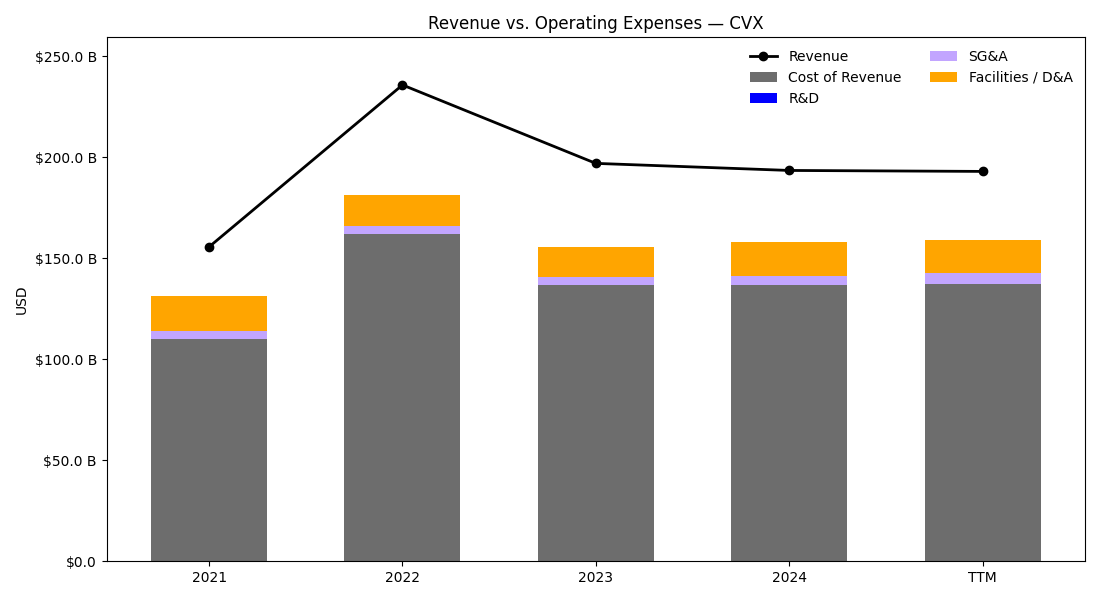 Revenue vs. Operating Expenses — CVX
Revenue
Cost of Revenue
R&D
SG&A
Facilities / D&A
USD
$250.0 B
$200.0 B
$150.0 B
$100.0 B
$50.0 B
$0.0
2021
2022
2023
2024
TTM